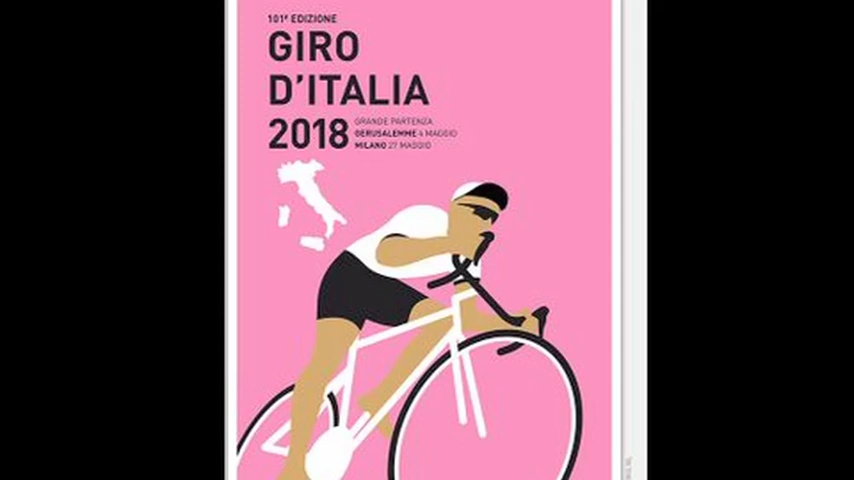 101ª EDIZIONE
GIRO
D'ITALIA
2018
GRANDE PARTENZA
GERUSALEMME 4 MAGGIO
MILANO 27 MAGGIO